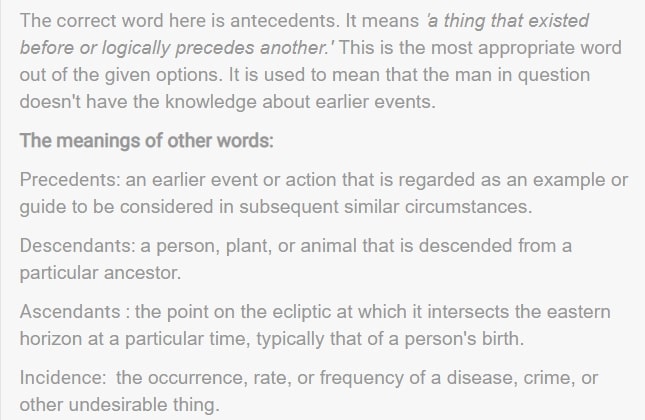 The correct word here is antecedents. It means 'a thing that existed
before or logically precedes another.' This is the most appropriate word
out of the given options. It is used to mean that the man in question
doesn't have the knowledge about earlier events.
The meanings of other words:
Precedents: an earlier event or action that is regarded as an example or
guide to be considered in subsequent similar circumstances.
Descendants: a person, plant, or animal that is descended from a
particular ancestor.
Ascendants : the point on the ecliptic at which it intersects the eastern
horizon at a particular time, typically that of a person's birth.
Incidence:  the occurrence, rate, or frequency of a disease, crime, or
other undesirable thing.